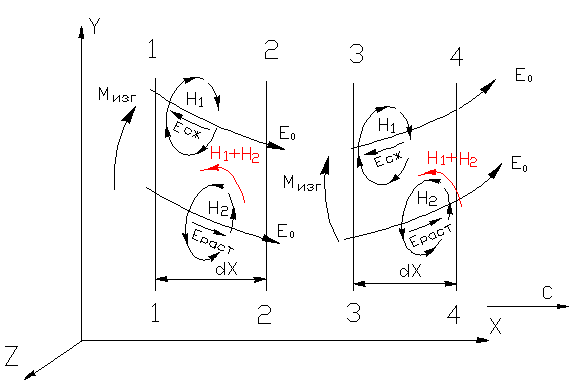 Y
1 2 3 4
Mизг H1 Eсж E0 H1 Eсж E0
H1+H2 H1+H2
Mизг E0
H2 Eраст E0 H2 Eраст
dX dX
1 2 3 4
C
X
Z